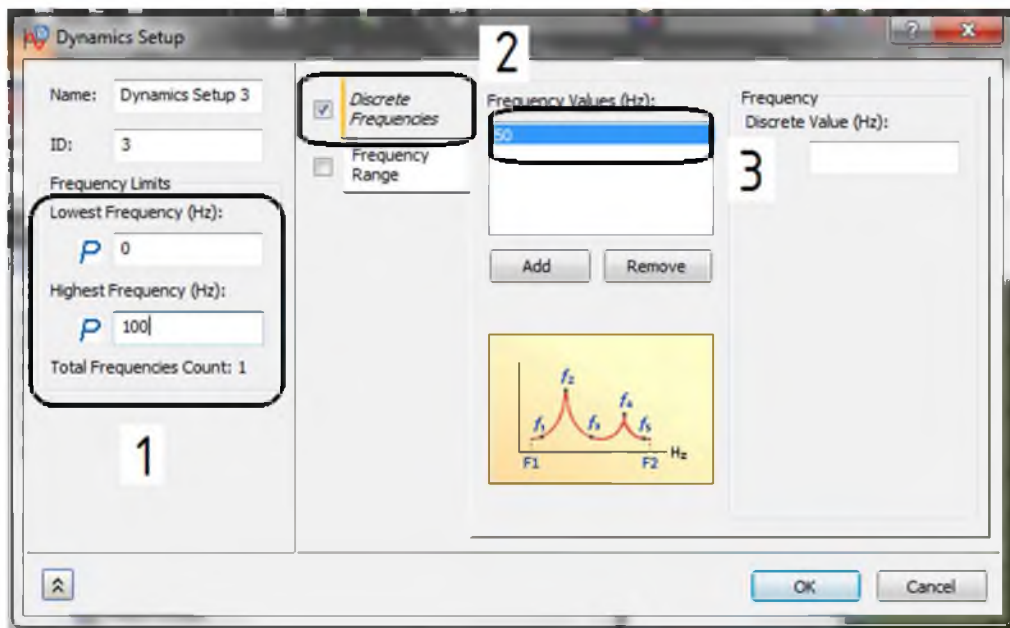 Dynamics Setup
Name: Dynamics Setup 3
ID: 3
Frequency Limits
Lowest Frequency (Hz):
P 0
Highest Frequency (Hz):
P 100
Total Frequencies Count: 1
1
Discrete
Frequencies
Frequency
Range
2
Frequency Values (Hz):
50
Add Remove
f1 f2 f3 f4 f5
F1 F2 Hz
3
Frequency
Discrete Value (Hz):
OK Cancel